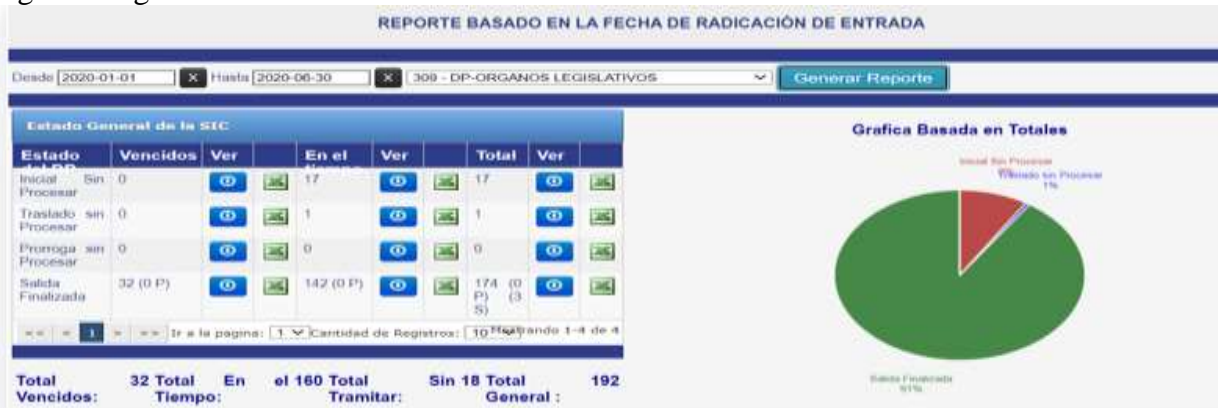 REPORTE BASADO EN LA FECHA DE RADICACIÓN DE ENTRADA
Desde 2020-01-01 X Hasta 2020-06-30 X 309 - DP-ORGANOS LEGISLATIVOS Generar Reporte
Estado General de la SIC
Estado Vencidos Ver En el Ver Total Ver
Inicial Sin Procesar 0 17 17
Traslado sin Procesar 0 1 1
Prorroga sin Procesar 0 0 0
Salida Finalizada 32 (0 P) 142 (0 P) 174 (0 P) (3 S)
1 Ir a la pagina: 1 Cantidad de Registros: 10 Mostrando 1-4 de 4
Total Vencidos: 32 Total En el Tiempo: 160 Total Sin Tramitar: 18 Total General : 192
Grafica Basada en Totales
Inicial Sin Procesar
Traslado sin Procesar
1%
Salida Finalizada
91%